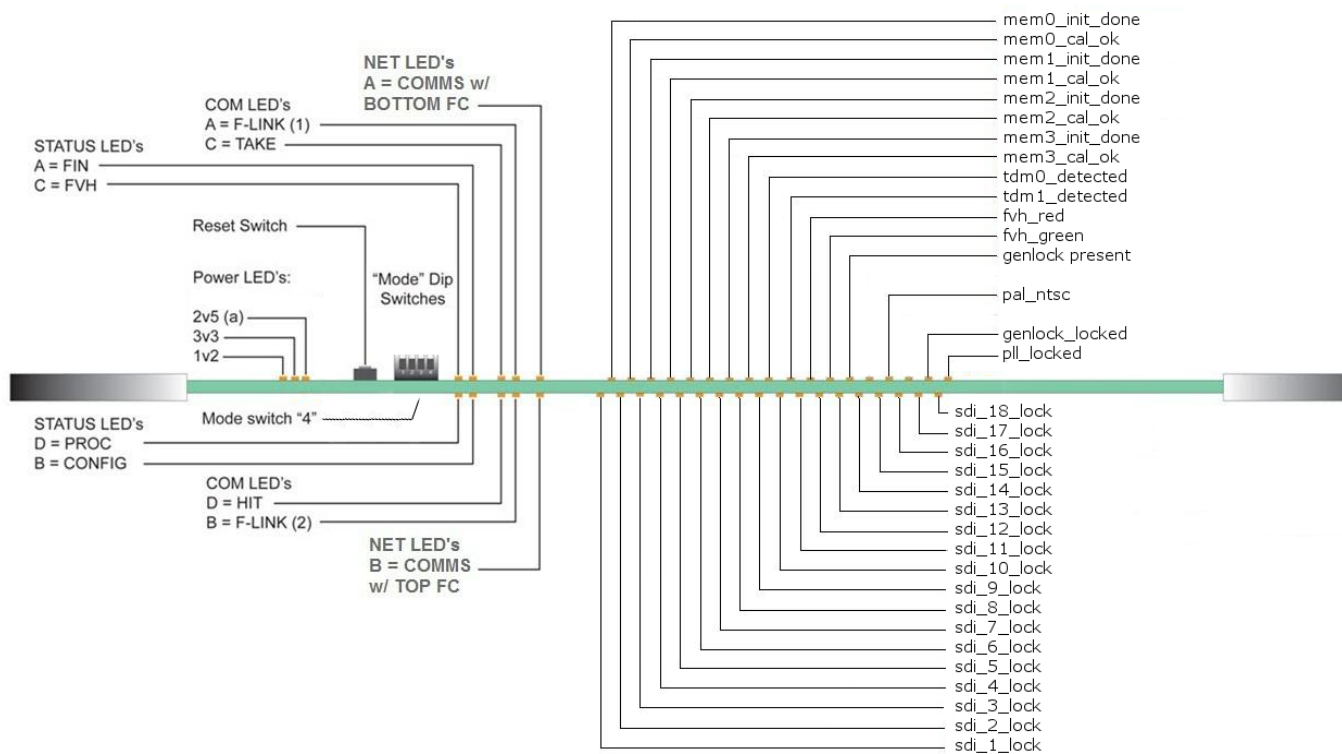 mem0_init_done
mem0_cal_ok
mem1_init_done
mem1_cal_ok
mem2_init_done
mem2_cal_ok
mem3_init_done
mem3_cal_ok
tdm0_detected
tdm1_detected
fvh_red
fvh_green
genlock present
pal_ntsc
genlock_locked
pll_locked
NET LED's
A = COMMS w/
BOTTOM FC
COM LED's
A = F-LINK (1)
C = TAKE
STATUS LED's
A = FIN
C = FVH
Reset Switch
Power LED's:
2v5 (a)
3v3
1v2
“Mode” Dip
Switches
1 2 3 4
Mode switch “4”
STATUS LED's
D = PROC
B = CONFIG
COM LED's
D = HIT
B = F-LINK (2)
NET LED's
B = COMMS
w/ TOP FC
sdi_18_lock
sdi_17_lock
sdi_16_lock
sdi_15_lock
sdi_14_lock
sdi_13_lock
sdi_12_lock
sdi_11_lock
sdi_10_lock
sdi_9_lock
sdi_8_lock
sdi_7_lock
sdi_6_lock
sdi_5_lock
sdi_4_lock
sdi_3_lock
sdi_2_lock
sdi_1_lock